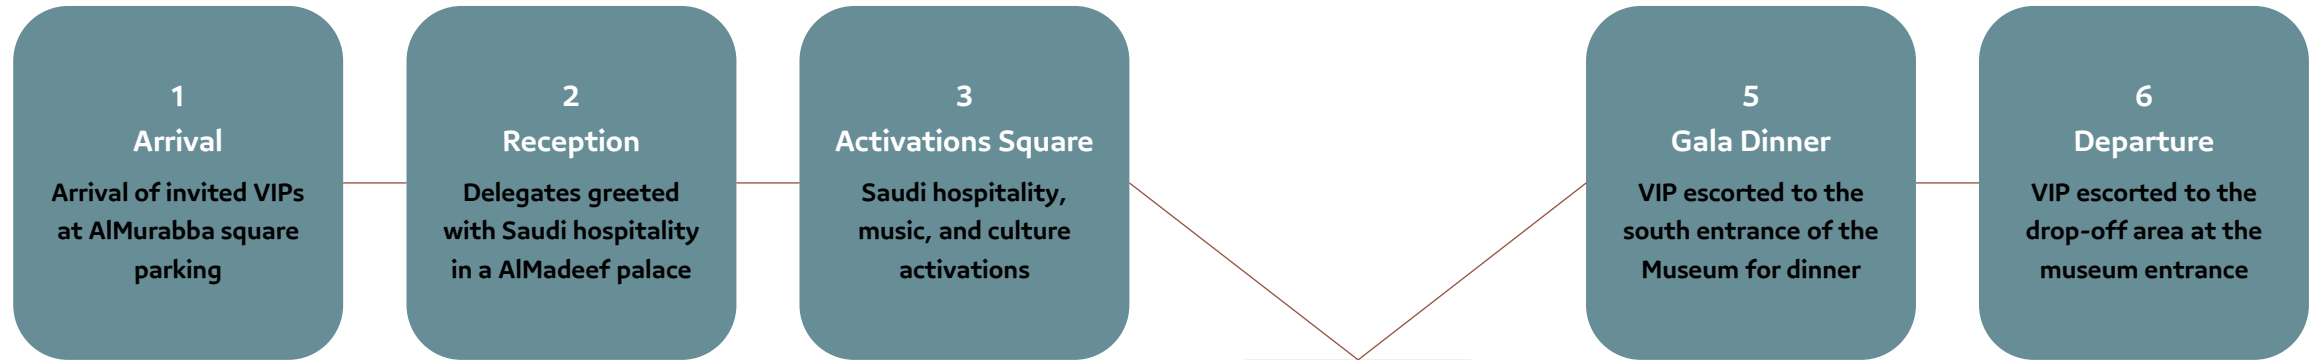 1
Arrival
Arrival of invited VIPs
at AlMurabba square
parking
2
Reception
Delegates greeted
with Saudi hospitality
in a AlMadeef palace
3
Activations Square
Saudi hospitality,
music, and culture
activations
5
Gala Dinner
VIP escorted to the
south entrance of the
Museum for dinner
6
Departure
VIP escorted to the
drop-off area at the
museum entrance